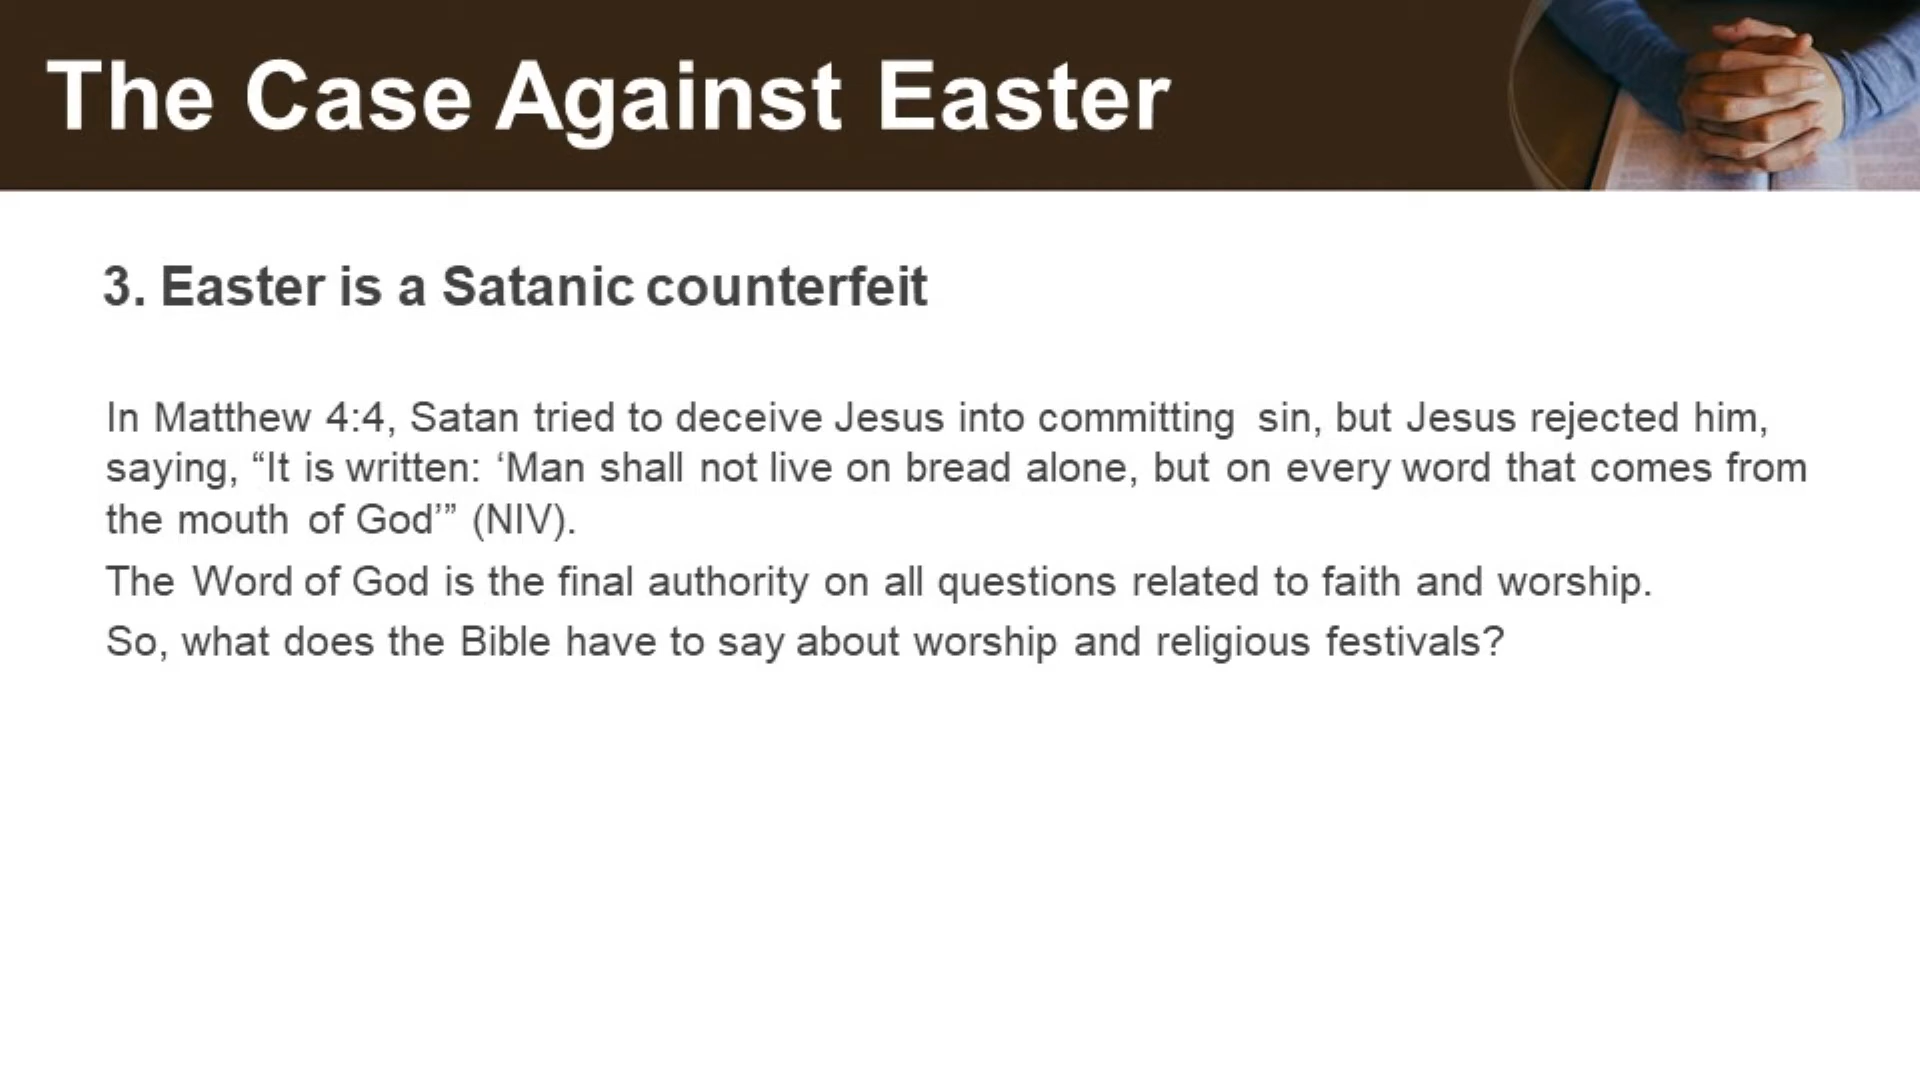 The Case Against Easter
3. Easter is a Satanic counterfeit
In Matthew 4:4, Satan tried to deceive Jesus into committing sin, but Jesus rejected him,
saying, “It is written: ‘Man shall not live on bread alone, but on every word that comes from
the mouth of God’” (NIV).
The Word of God is the final authority on all questions related to faith and worship.
So, what does the Bible have to say about worship and religious festivals?